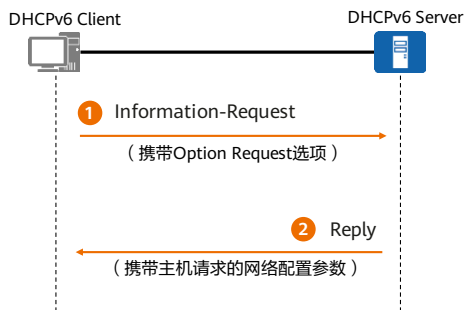 DHCPv6 Client
DHCPv6 Server
1 Information-Request
（携带Option Request选项）
2 Reply
（携带主机请求的网络配置参数）